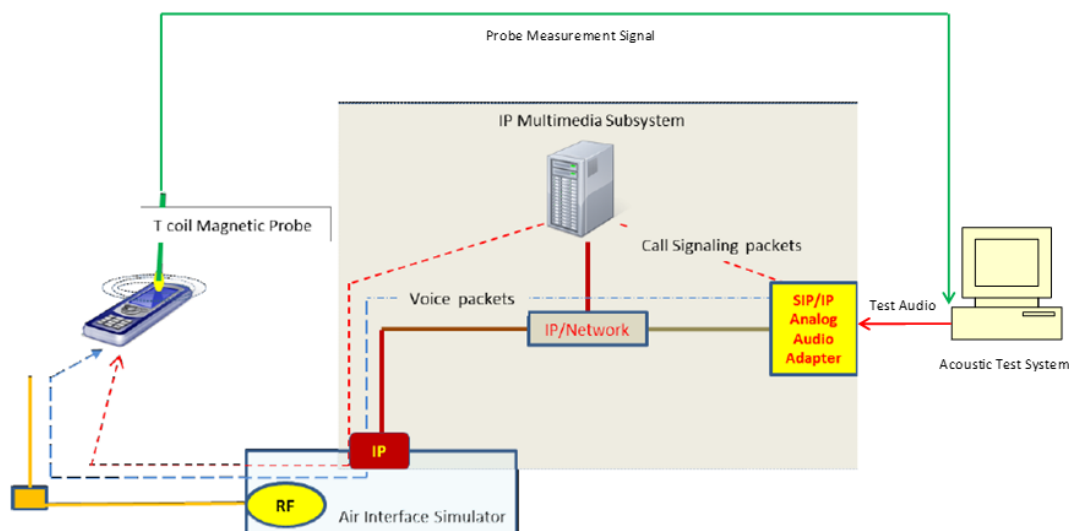 Probe Measurement Signal
IP Multimedia Subsystem
T coil Magnetic Probe
Call Signaling packets
Voice packets
IP/Network
SIP/IP
Analog
Audio
Adapter
Test Audio
Acoustic Test System
IP
RF
Air Interface Simulator